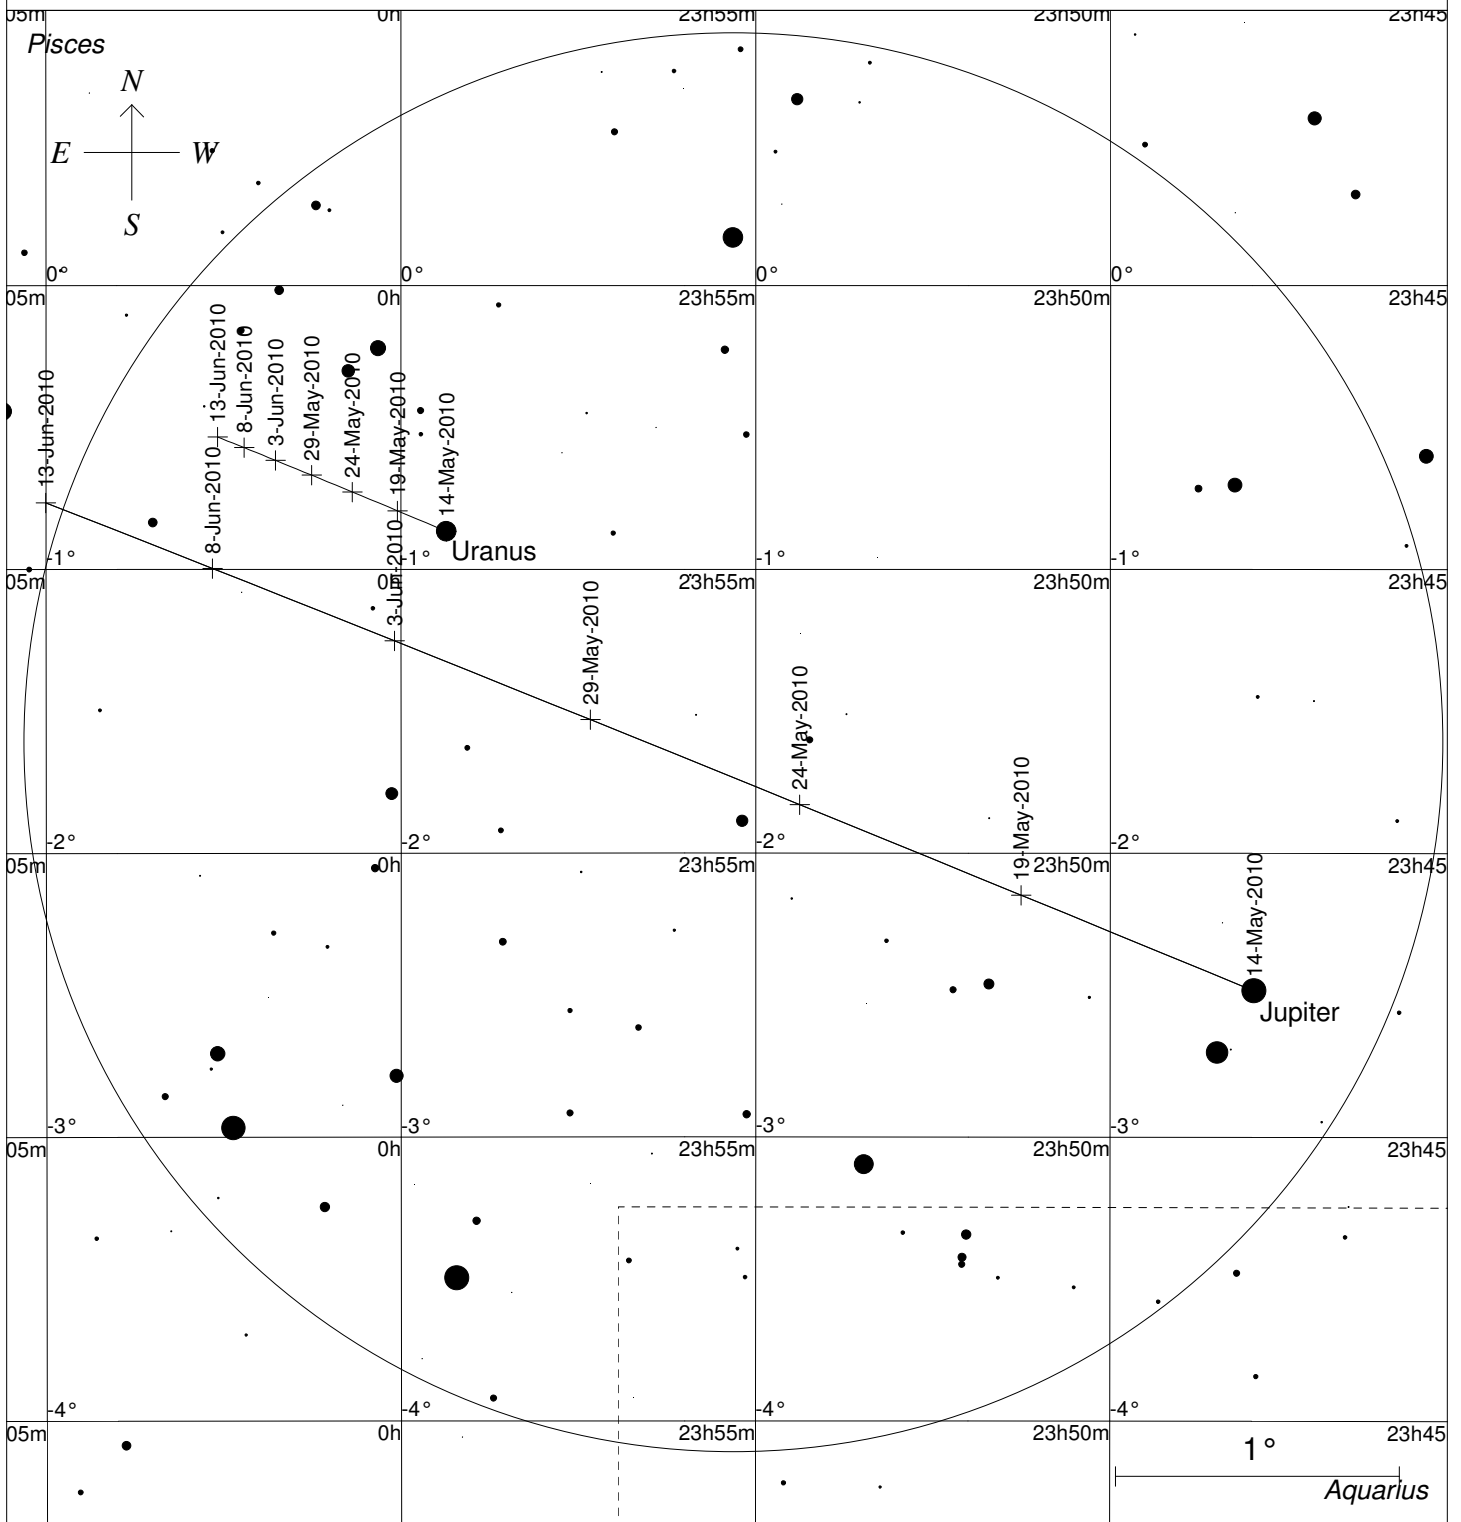 05m 0h 23h55m 23h50m 23h45
Pisces
N
E W
S
0° 0° 0° 0°
05m 0h 23h55m 23h50m 23h45
13-Jun-2010
8-Jun-2010
3-Jun-2010
29-May-2010
24-May-2010
19-May-2010
14-May-2010
Uranus
13-Jun-2010
8-Jun-2010
3-Jun-2010
29-May-2010
24-May-2010
19-May-2010
14-May-2010
Jupiter
-1° -1° -1° -1°
05m 0h 23h55m 23h50m 23h45
-2° -2° -2° -2°
05m 0h 23h55m 23h50m 23h45
-3° -3° -3° -3°
05m 0h 23h55m 23h50m 23h45
-4° -4° -4° -4°
05m 0h 23h55m 23h50m 23h45
1°
Aquarius